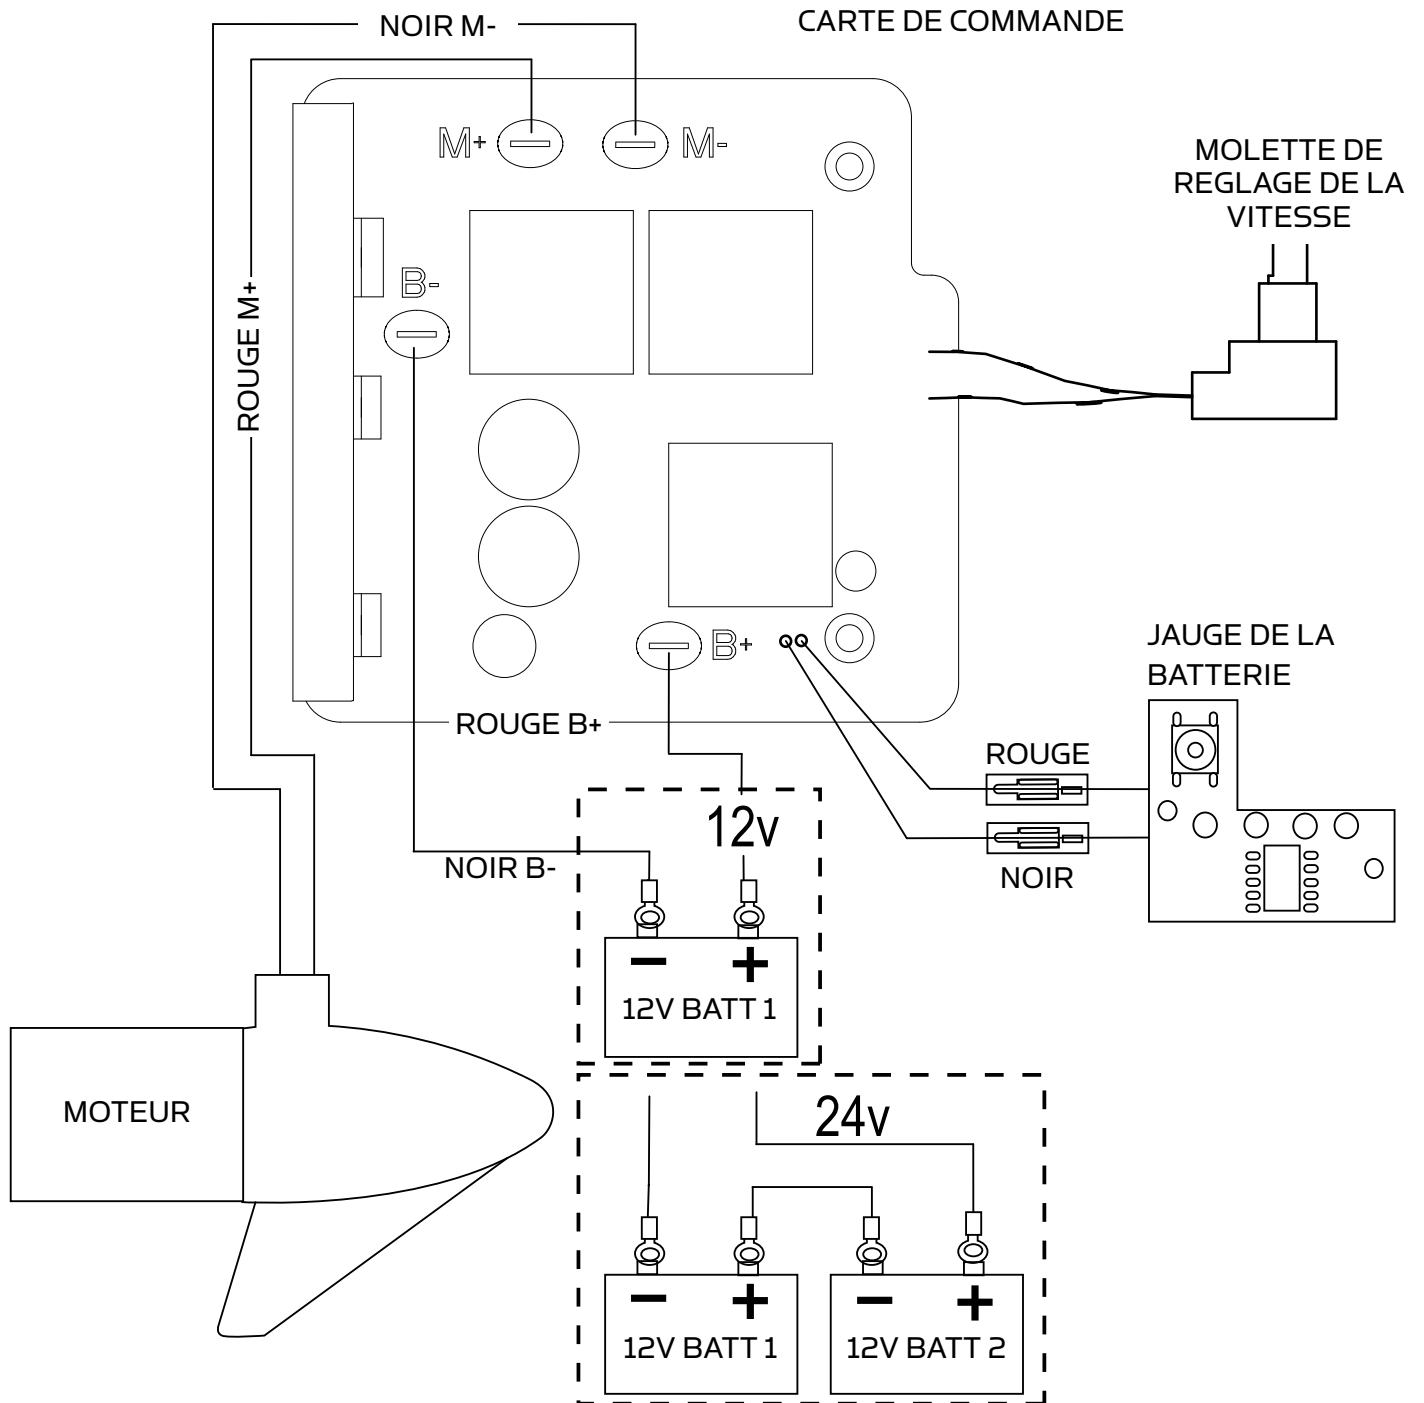 NOIR M-
CARTE DE COMMANDE
M+
M-
MOLETTE DE
REGLAGE DE LA
VITESSE
B-
ROUGE M+
B+
JAUGE DE LA
BATTERIE
ROUGE B+
ROUGE
12v
NOIR B-
NOIR
- +
12V BATT 1
MOTEUR
24v
- +
12V BATT 1
- +
12V BATT 2